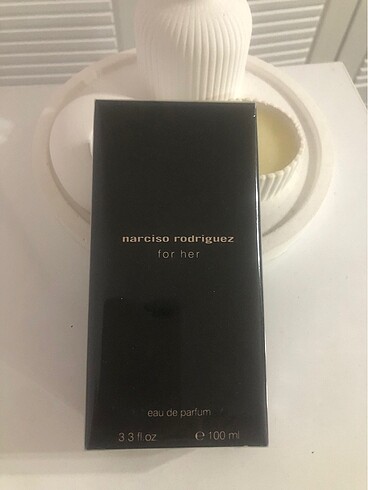 narciso rodriguez
for her
eau de parfum
3.3 fl oz ℮ 100 ml